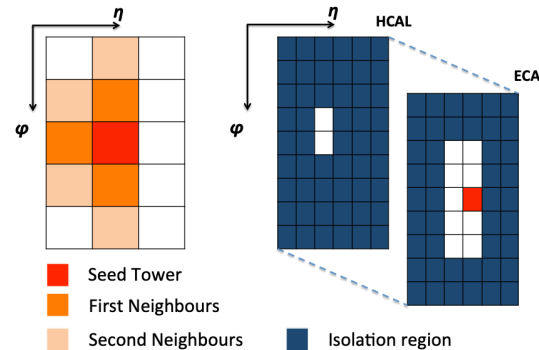 η
φ
η
φ
HCAL
ECA
Seed Tower
First Neighbours
Second Neighbours
Isolation region